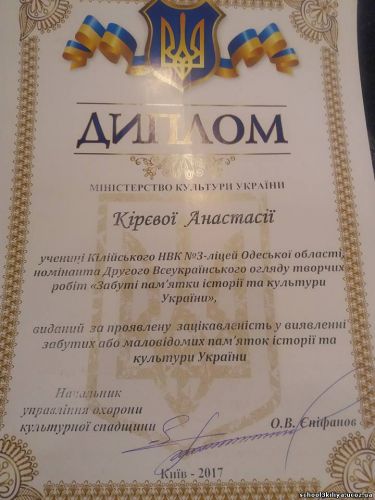 ДИПЛОМ
МІНІСТЕРСТВО КУЛЬТУРИ УКРАЇНИ
Кірєвої Анастасії
учениці Кілійського НВК №3-ліцей Одеської області,
номінанта Другого Всеукраїнського огляду творчих
робіт «Забуті пам'ятки історії та культури
України»,
виданий за проявлену зацікавленість у виявленні
забутих або маловідомих пам'яток історії та
культури України
Начальник
управління охорони
культурної спадщини
О.В. Єпіфанов
Київ - 2017
school3kiliya.ucoz.ua